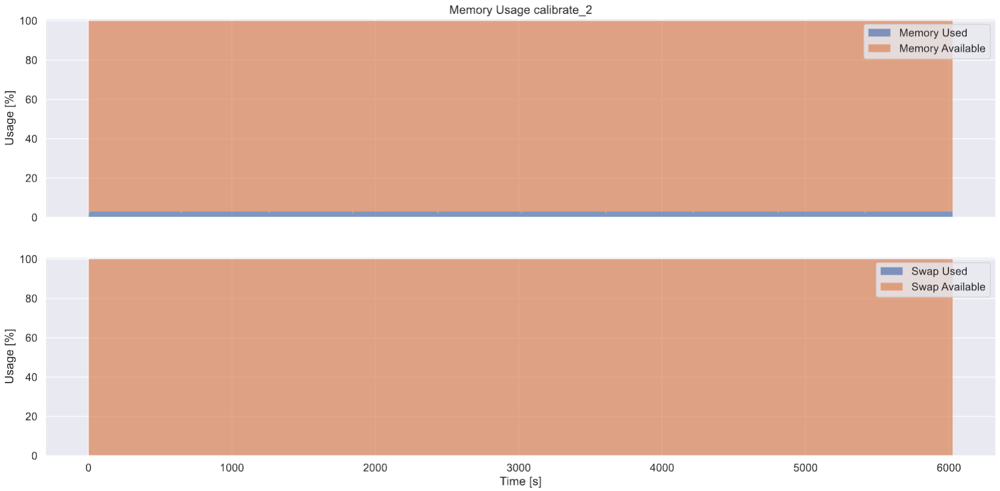 Memory Usage calibrate_2
100
80
60
40
20
0
Usage [%]
Memory Used
Memory Available
100
80
60
40
20
0
Usage [%]
Swap Used
Swap Available
0 1000 2000 3000 4000 5000 6000
Time [s]